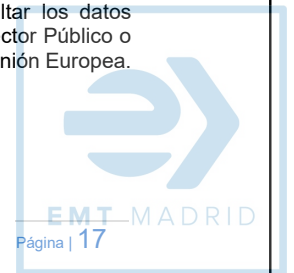 ltar los datos
ctor Público o
nión Europea.
EMT MADRID
Página | 17